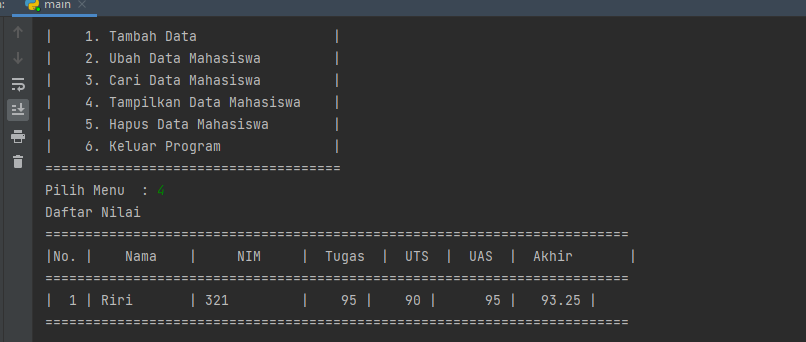 main
|    1. Tambah Data                 |
|    2. Ubah Data Mahasiswa         |
|    3. Cari Data Mahasiswa         |
|    4. Tampilkan Data Mahasiswa    |
|    5. Hapus Data Mahasiswa        |
|    6. Keluar Program              |
=====================================
Pilih Menu  : 4
Daftar Nilai
=========================================================================
|No. |    Nama    |     NIM     |  Tugas  |  UTS  |  UAS  |  Akhir       |
=========================================================================
|  1 | Riri       | 321         |    95 |    90 |      95 |   93.25 |
=========================================================================